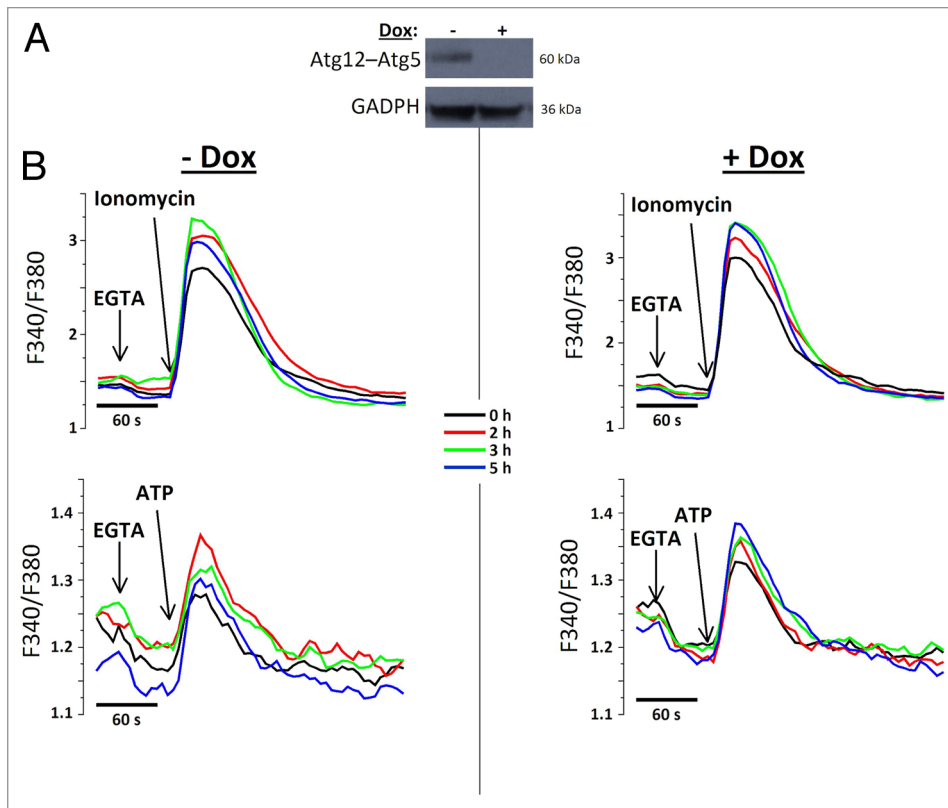 A
Dox: - +
Atg12–Atg5 60 kDa
GADPH 36 kDa
B
- Dox
+ Dox
Ionomycin
EGTA
F340/F380
3
2
1
60 s
Ionomycin
EGTA
F340/F380
3
2
1
60 s
0 h
2 h
3 h
5 h
ATP
EGTA
F340/F380
1.4
1.3
1.2
1.1
60 s
ATP
EGTA
F340/F380
1.4
1.3
1.2
1.1
60 s